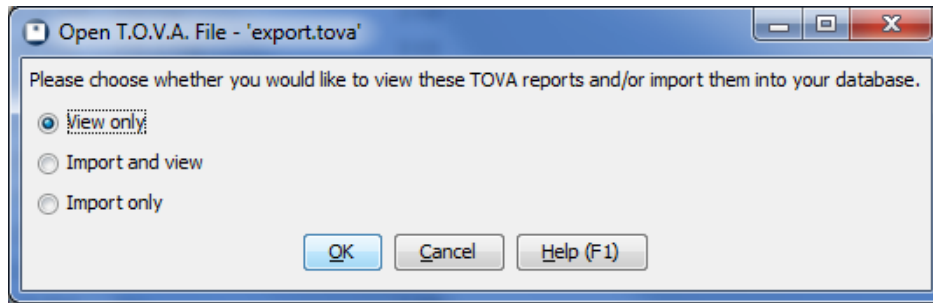 Open T.O.V.A. File - 'export.tova'
Please choose whether you would like to view these TOVA reports and/or import them into your database.
View only
Import and view
Import only
OK Cancel Help (F1)